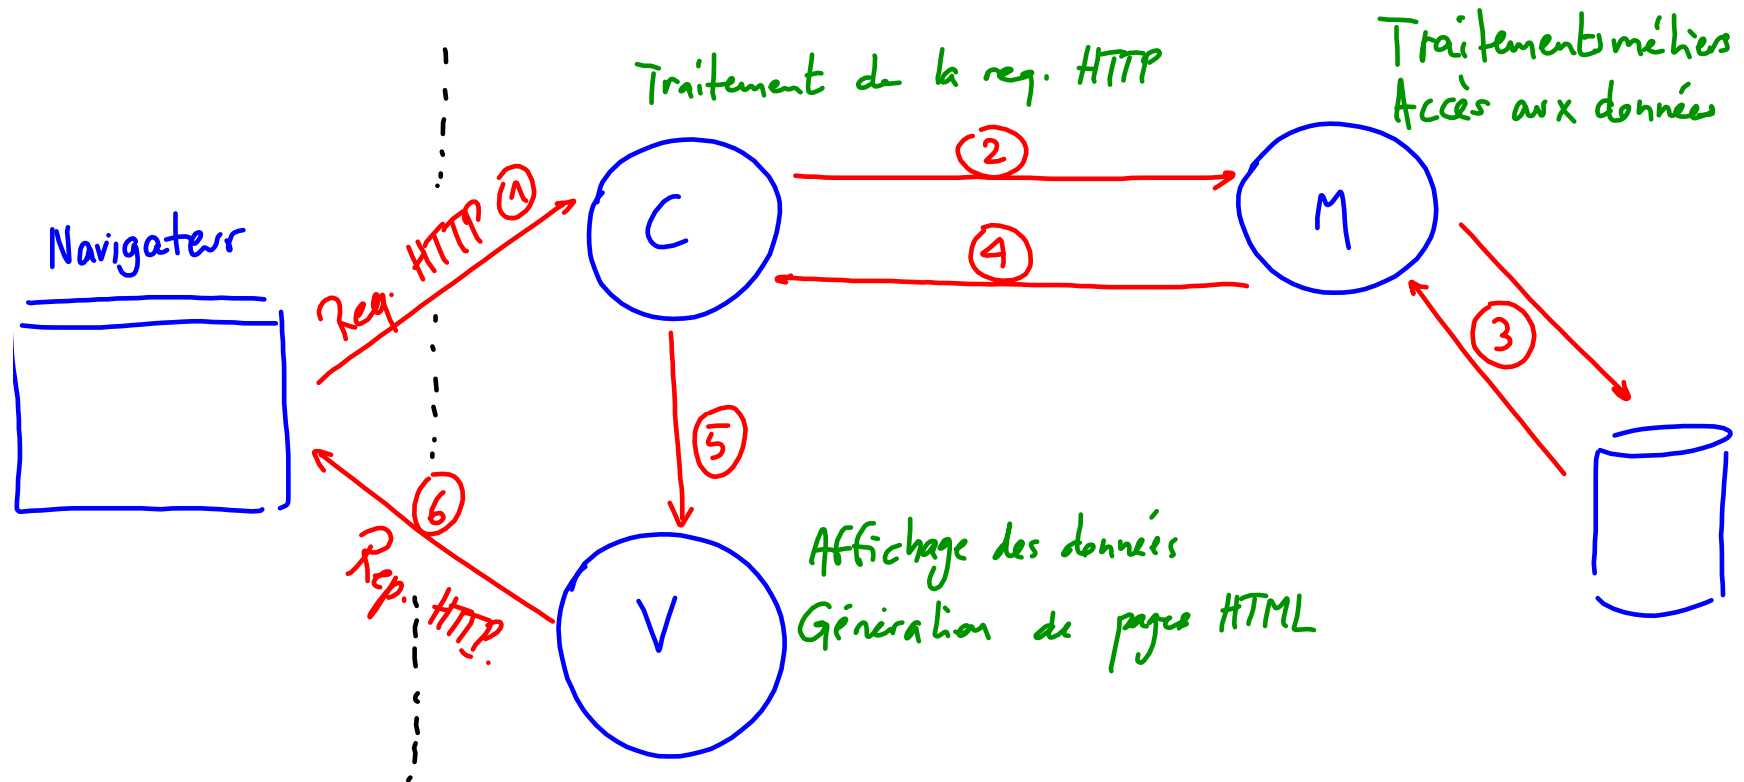 Traitements métiers
Accès aux données
Traitement de la req. HTTP
Navigateur
Req. HTTP 1
C
2
M
4
3
5
6
Rep. HTTP.
V
Affichage des données
Génération de pages HTML